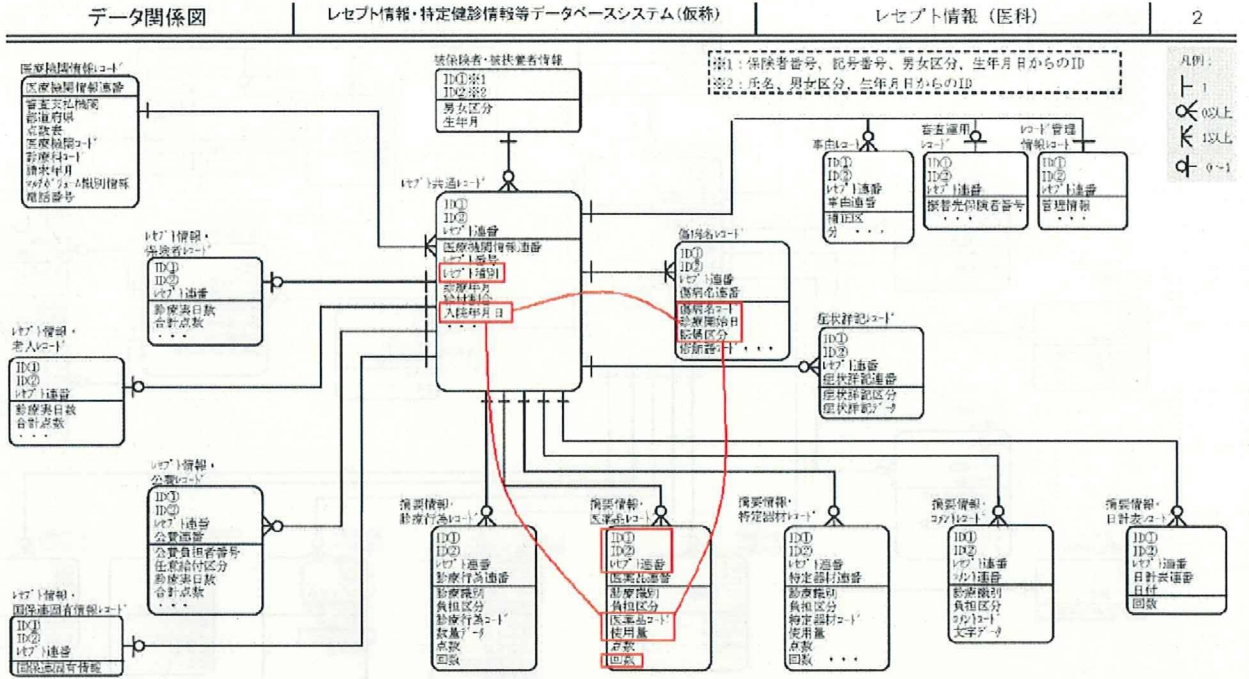 データ関係図
レセプト情報・特定健診情報等データベースシステム(仮称)
レセプト情報（医科）
2
※1：保険者番号、記号番号、男女区分、生年月日からのID
※2：氏名、男女区分、生年月日からのID
凡例：
1
0以上
1以上
0～1
医療機関情報ﾚｺｰﾄﾞ
医療機関情報連番
審査支払機関
都道府県
点数表
医療機関ｺｰﾄﾞ
診療科ｺｰﾄﾞ
請求年月
ﾏﾙﾁﾎﾞﾘｭｰﾑ識別情報
電話番号
被保険者・被扶養者情報
ID①※1
ID②※2
男女区分
生年月
ﾚｾﾌﾟﾄ共通ﾚｺｰﾄﾞ
ID①
ID②
ﾚｾﾌﾟﾄ連番
医療機関情報連番
ﾚｾﾌﾟﾄ番号
ﾚｾﾌﾟﾄ種別
診療年月
給付割合
入院年月日
・・・
事由ﾚｺｰﾄﾞ
ID①
ID②
ﾚｾﾌﾟﾄ連番
事由連番
補正区
分 ・・・
審査運用
ﾚｺｰﾄﾞ
ID①
ID②
ﾚｾﾌﾟﾄ連番
振替先保険者番号
・・・
ﾚｺｰﾄﾞ管理
情報ﾚｺｰﾄﾞ
ID①
ID②
ﾚｾﾌﾟﾄ連番
管理情報
・・・
ﾚｾﾌﾟﾄ情報・
保険者ﾚｺｰﾄﾞ
ID①
ID②
ﾚｾﾌﾟﾄ連番
診療実日数
合計点数
・・・
傷病名ﾚｺｰﾄﾞ
ID①
ID②
ﾚｾﾌﾟﾄ連番
傷病名連番
傷病名ｺｰﾄﾞ
診療開始日
転帰区分
修飾語ｺｰﾄﾞ・・・
ﾚｾﾌﾟﾄ情報・
老人ﾚｺｰﾄﾞ
ID①
ID②
ﾚｾﾌﾟﾄ連番
診療実日数
合計点数
・・・
症状詳記ﾚｺｰﾄﾞ
ID①
ID②
ﾚｾﾌﾟﾄ連番
症状詳記連番
症状詳記区分
症状詳記ﾃﾞｰﾀ
ﾚｾﾌﾟﾄ情報・
公費ﾚｺｰﾄﾞ
ID①
ID②
ﾚｾﾌﾟﾄ連番
公費連番
公費負担者番号
任意給付区分
診療実日数
合計点数
・・・
ﾚｾﾌﾟﾄ情報・
国保連固有情報ﾚｺｰﾄﾞ
ID①
ID②
ﾚｾﾌﾟﾄ連番
国保連固有情報
摘要情報・
診療行為ﾚｺｰﾄﾞ
ID①
ID②
ﾚｾﾌﾟﾄ連番
診療行為連番
診療識別
負担区分
診療行為ｺｰﾄﾞ
数量ﾃﾞｰﾀ
点数
回数
摘要情報・
医薬品ﾚｺｰﾄﾞ
ID①
ID②
ﾚｾﾌﾟﾄ連番
医薬品連番
診療識別
負担区分
医薬品ｺｰﾄﾞ
使用量
点数
回数
摘要情報・
特定器材ﾚｺｰﾄﾞ
ID①
ID②
ﾚｾﾌﾟﾄ連番
特定器材連番
診療識別
負担区分
特定器材ｺｰﾄﾞ
使用量
点数
回数 ・・・
摘要情報・
ｺﾒﾝﾄﾚｺｰﾄﾞ
ID①
ID②
ﾚｾﾌﾟﾄ連番
ｺﾒﾝﾄ連番
診療識別
負担区分
ｺﾒﾝﾄｺｰﾄﾞ
文字ﾃﾞｰﾀ
摘要情報・
日計表ﾚｺｰﾄﾞ
ID①
ID②
ﾚｾﾌﾟﾄ連番
日計表連番
日付
回数